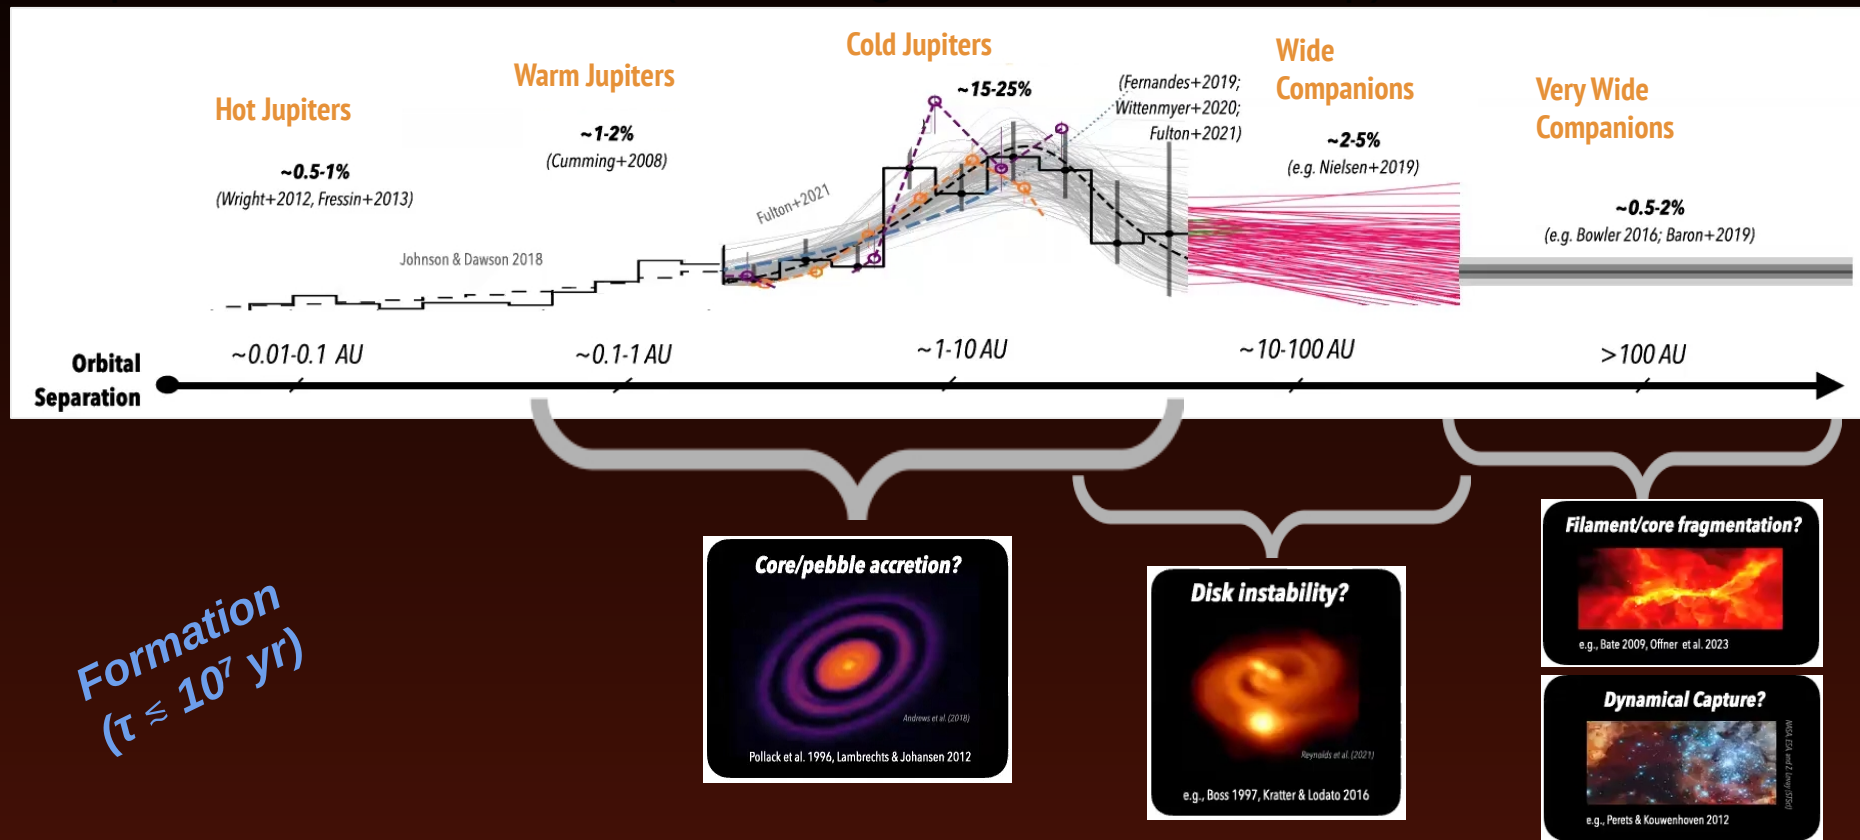 Hot Jupiters
~0.5-1%
(Wright+2012, Fressin+2013)
Warm Jupiters
~1-2%
(Cumming+2008)
Cold Jupiters
~15-25%
(Fernandes+2019;
Wittenmyer+2020;
Fulton+2021)
Wide
Companions
~2-5%
(e.g. Nielsen+2019)
Very Wide
Companions
~0.5-2%
(e.g. Bowler 2016; Baron+2019)
Johnson & Dawson 2018
Fulton+2021
Orbital
Separation
~0.01-0.1 AU
~0.1-1 AU
~1-10 AU
~10-100 AU
>100 AU
Formation
(τ ≲ 10⁷ yr)
Core/pebble accretion?
Andrews et al. (2018)
Pollack et al. 1996, Lambrechts & Johansen 2012
Disk instability?
Reynolds et al. (2021)
e.g., Boss 1997, Kratter & Lodato 2016
Filament/core fragmentation?
e.g., Bate 2009, Offner et al. 2023
Dynamical Capture?
NASA, ESA and Z. Levay (STScI)
e.g., Perets & Kouwenhoven 2012